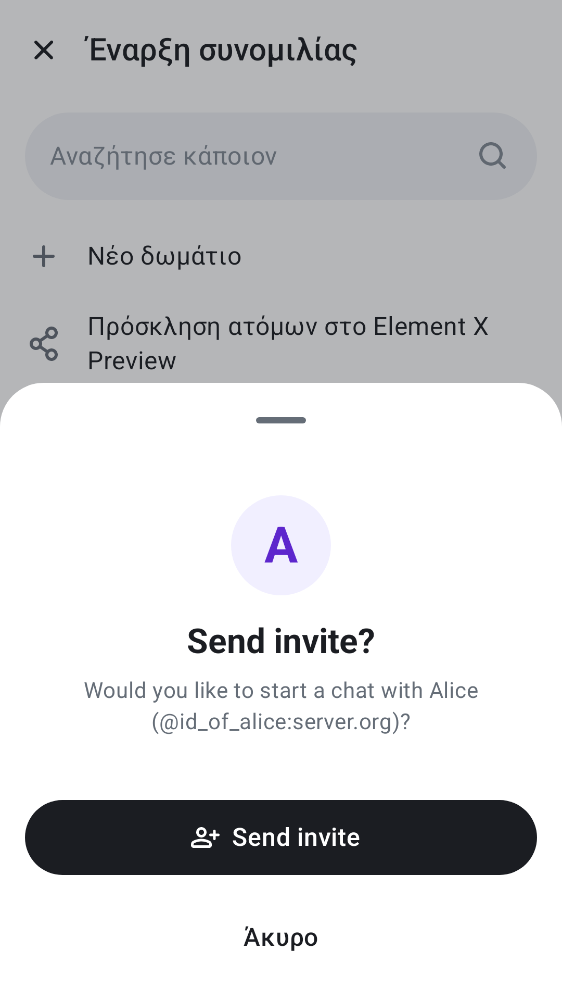 Έναρξη συνομιλίας
Αναζήτησε κάποιον
Νέο δωμάτιο
Πρόσκληση ατόμων στο Element X
Preview
A
Send invite?
Would you like to start a chat with Alice
(@id_of_alice:server.org)?
Send invite
Άκυρο